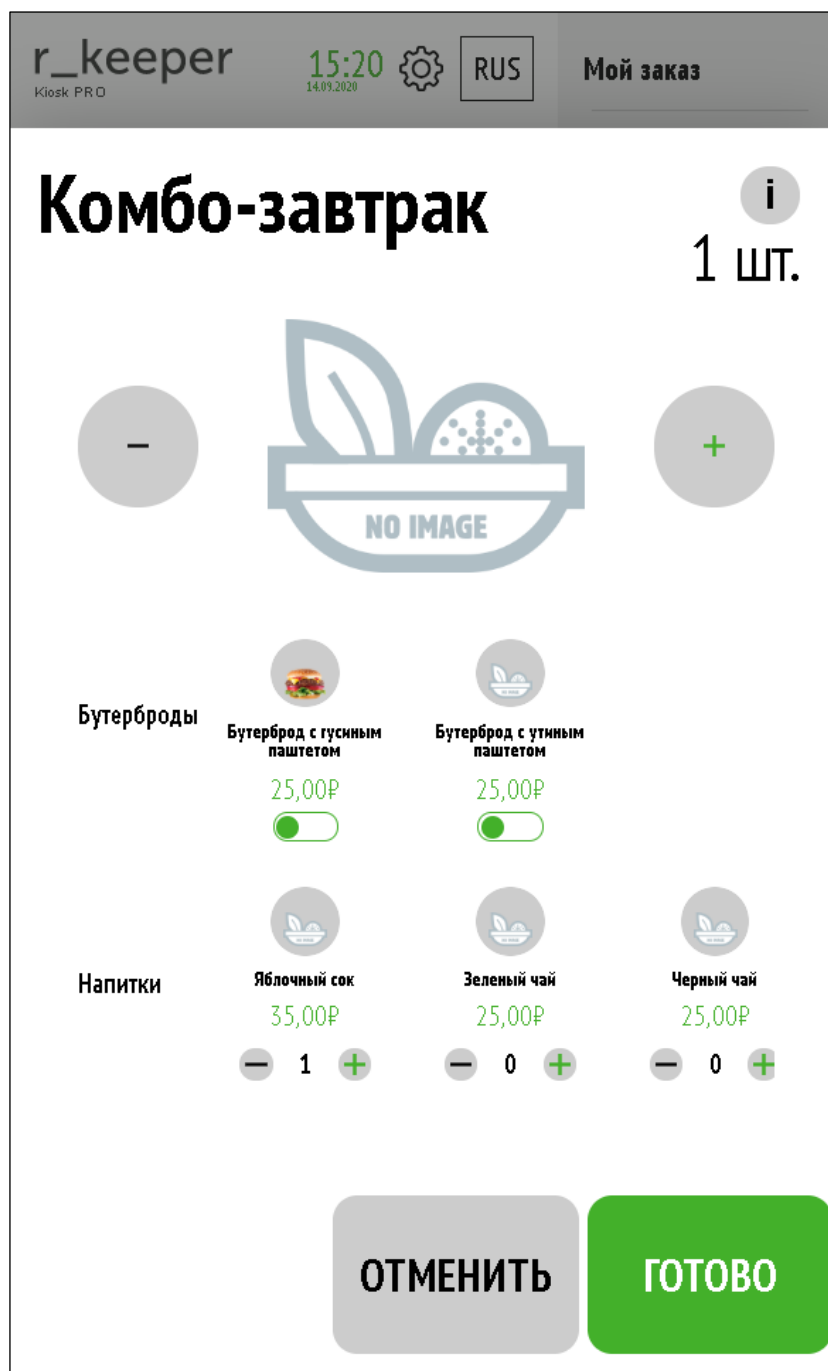 r_keeper
Kiosk PRO
15:20
14.09.2020
RUS
Мой заказ
Комбо-завтрак
i
1 шт.
–
+
NO IMAGE
Бутерброды
Бутерброд с гусиным
паштетом
Бутерброд с утиным
паштетом
25,00₽
25,00₽
Напитки
Яблочный сок
Зеленый чай
Черный чай
35,00₽
25,00₽
25,00₽
– 1 +
– 0 +
– 0 +
ОТМЕНИТЬ
ГОТОВО